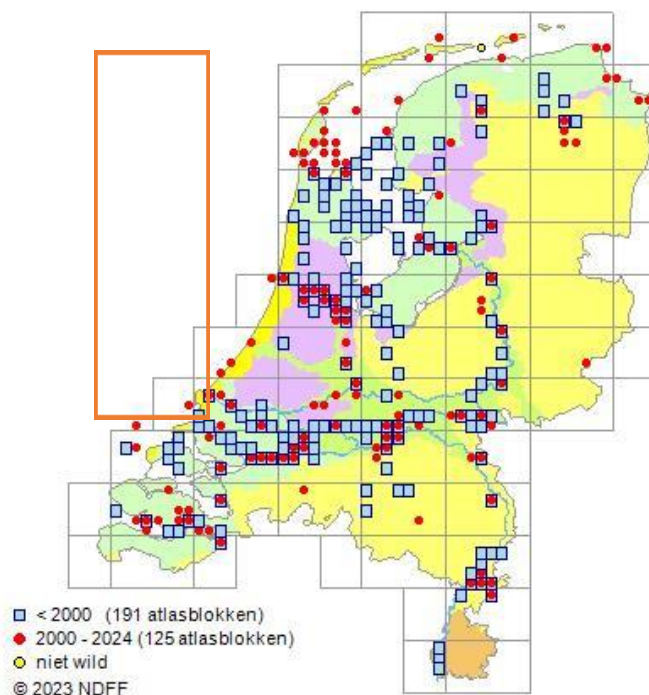 < 2000 (191 atlasblokken)
2000 - 2024 (125 atlasblokken)
niet wild
© 2023 NDFF